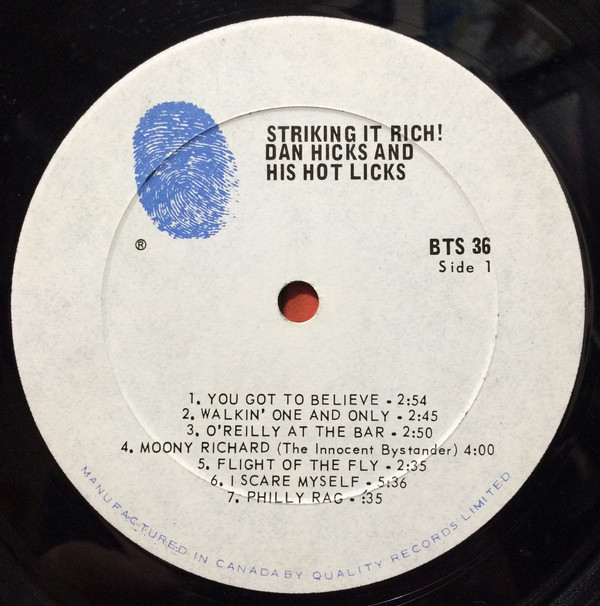 STRIKING IT RICH!
DAN HICKS AND
HIS HOT LICKS
®
BTS 36
Side 1
1. YOU GOT TO BELIEVE - 2:54
2. WALKIN' ONE AND ONLY - 2:45
3. O'REILLY AT THE BAR - 2:50
4. MOONY RICHARD (The Innocent Bystander) 4:00
5. FLIGHT OF THE FLY - 2:35
6. I SCARE MYSELF - 5:36
7. PHILLY RAG - :35
MANUFACTURED IN CANADA BY QUALITY RECORDS LIMITED